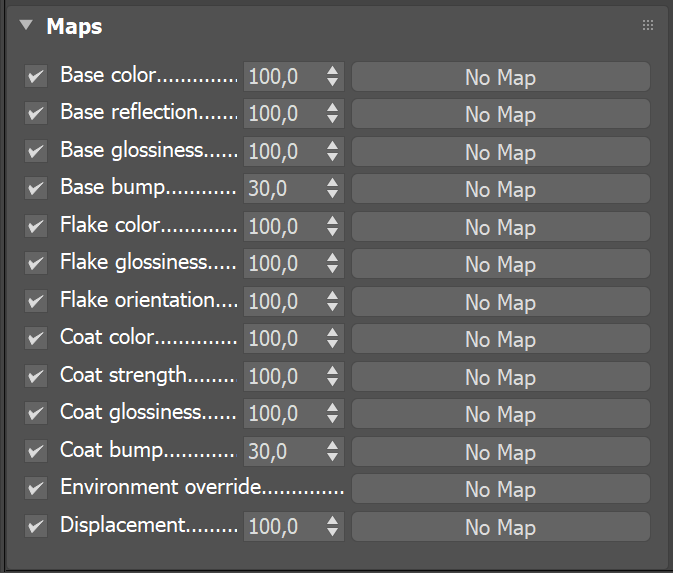 Maps
Base color.............. 100,0 No Map
Base reflection....... 100,0 No Map
Base glossiness...... 100,0 No Map
Base bump............ 30,0 No Map
Flake color............. 100,0 No Map
Flake glossiness..... 100,0 No Map
Flake orientation.... 100,0 No Map
Coat color.............. 100,0 No Map
Coat strength......... 100,0 No Map
Coat glossiness...... 100,0 No Map
Coat bump............. 30,0 No Map
Environment override............... No Map
Displacement......... 100,0 No Map